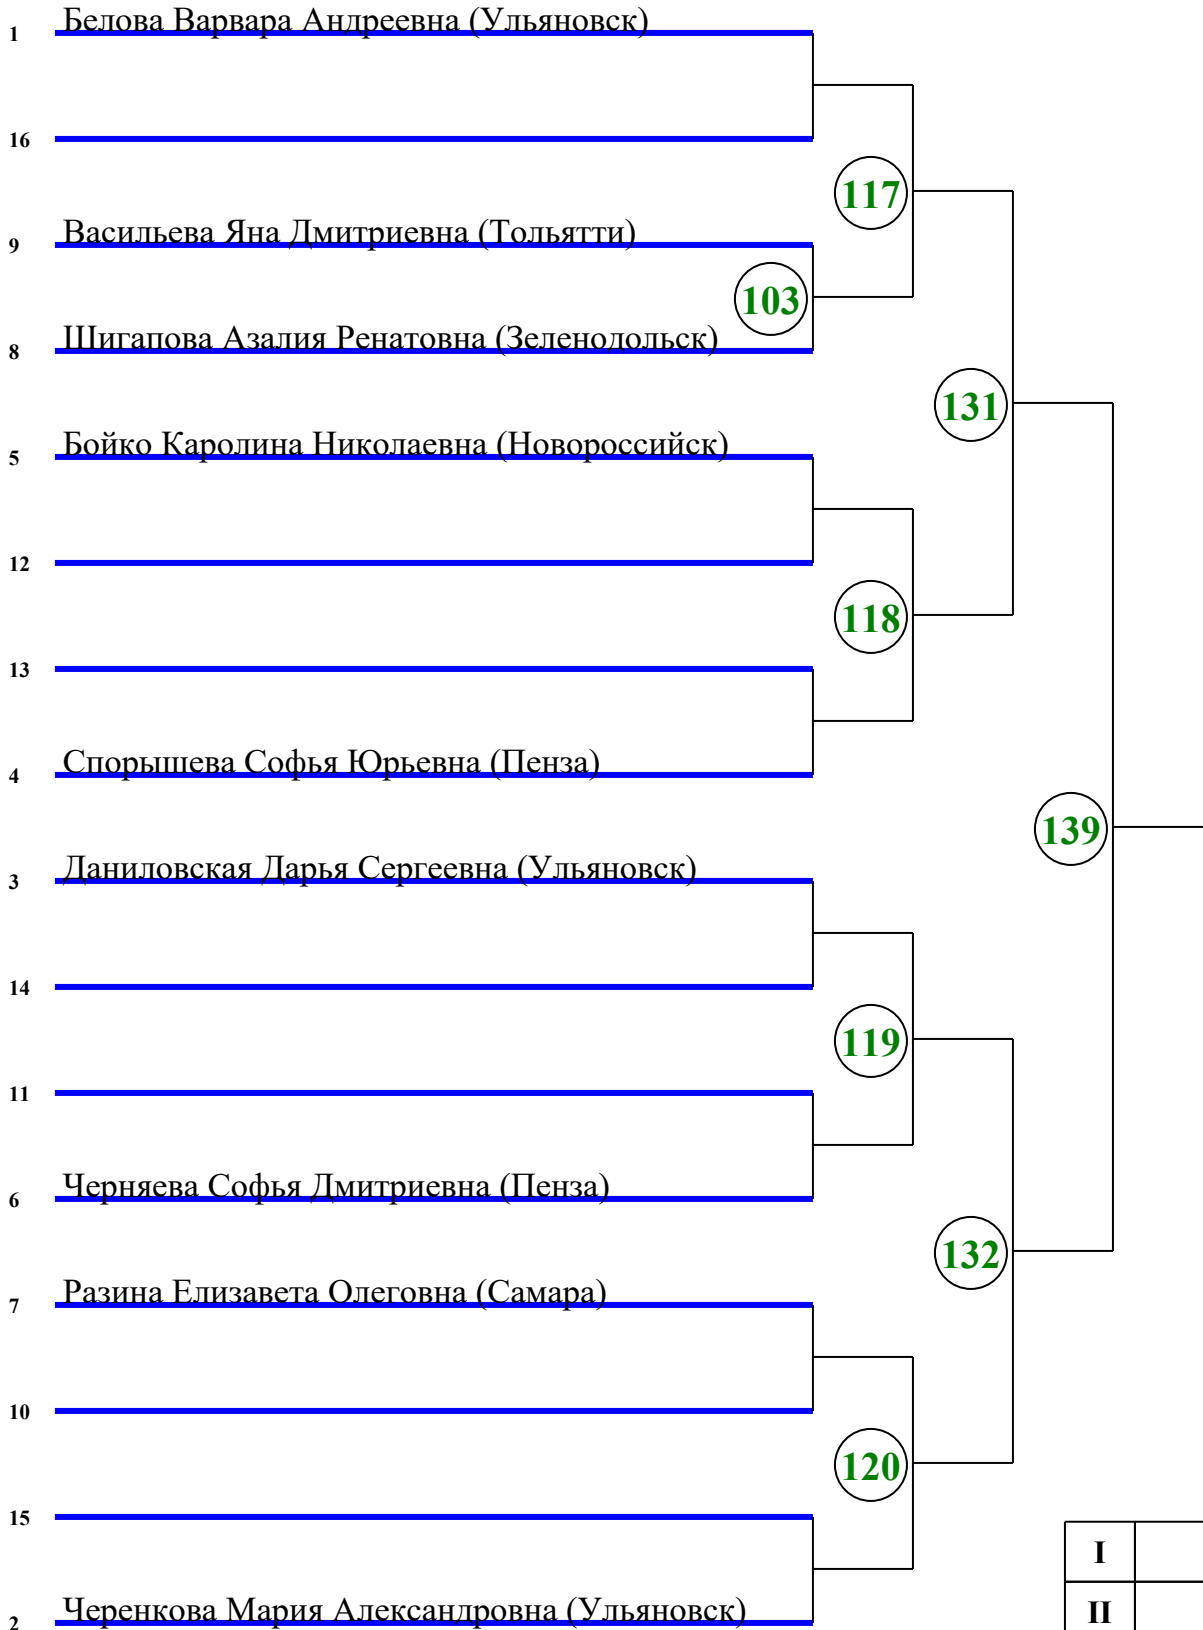 1 Белова Варвара Андреевна (Ульяновск)
16
117
9 Васильева Яна Дмитриевна (Тольятти)
103
8 Шигапова Азалия Ренатовна (Зеленодольск)
131
5 Бойко Каролина Николаевна (Новороссийск)
12
118
13
4 Спорышева Софья Юрьевна (Пенза)
139
3 Даниловская Дарья Сергеевна (Ульяновск)
14
119
11
6 Черняева Софья Дмитриевна (Пенза)
132
7 Разина Елизавета Олеговна (Самара)
10
120
15
I
2 Черенкова Мария Александровна (Ульяновск)
II